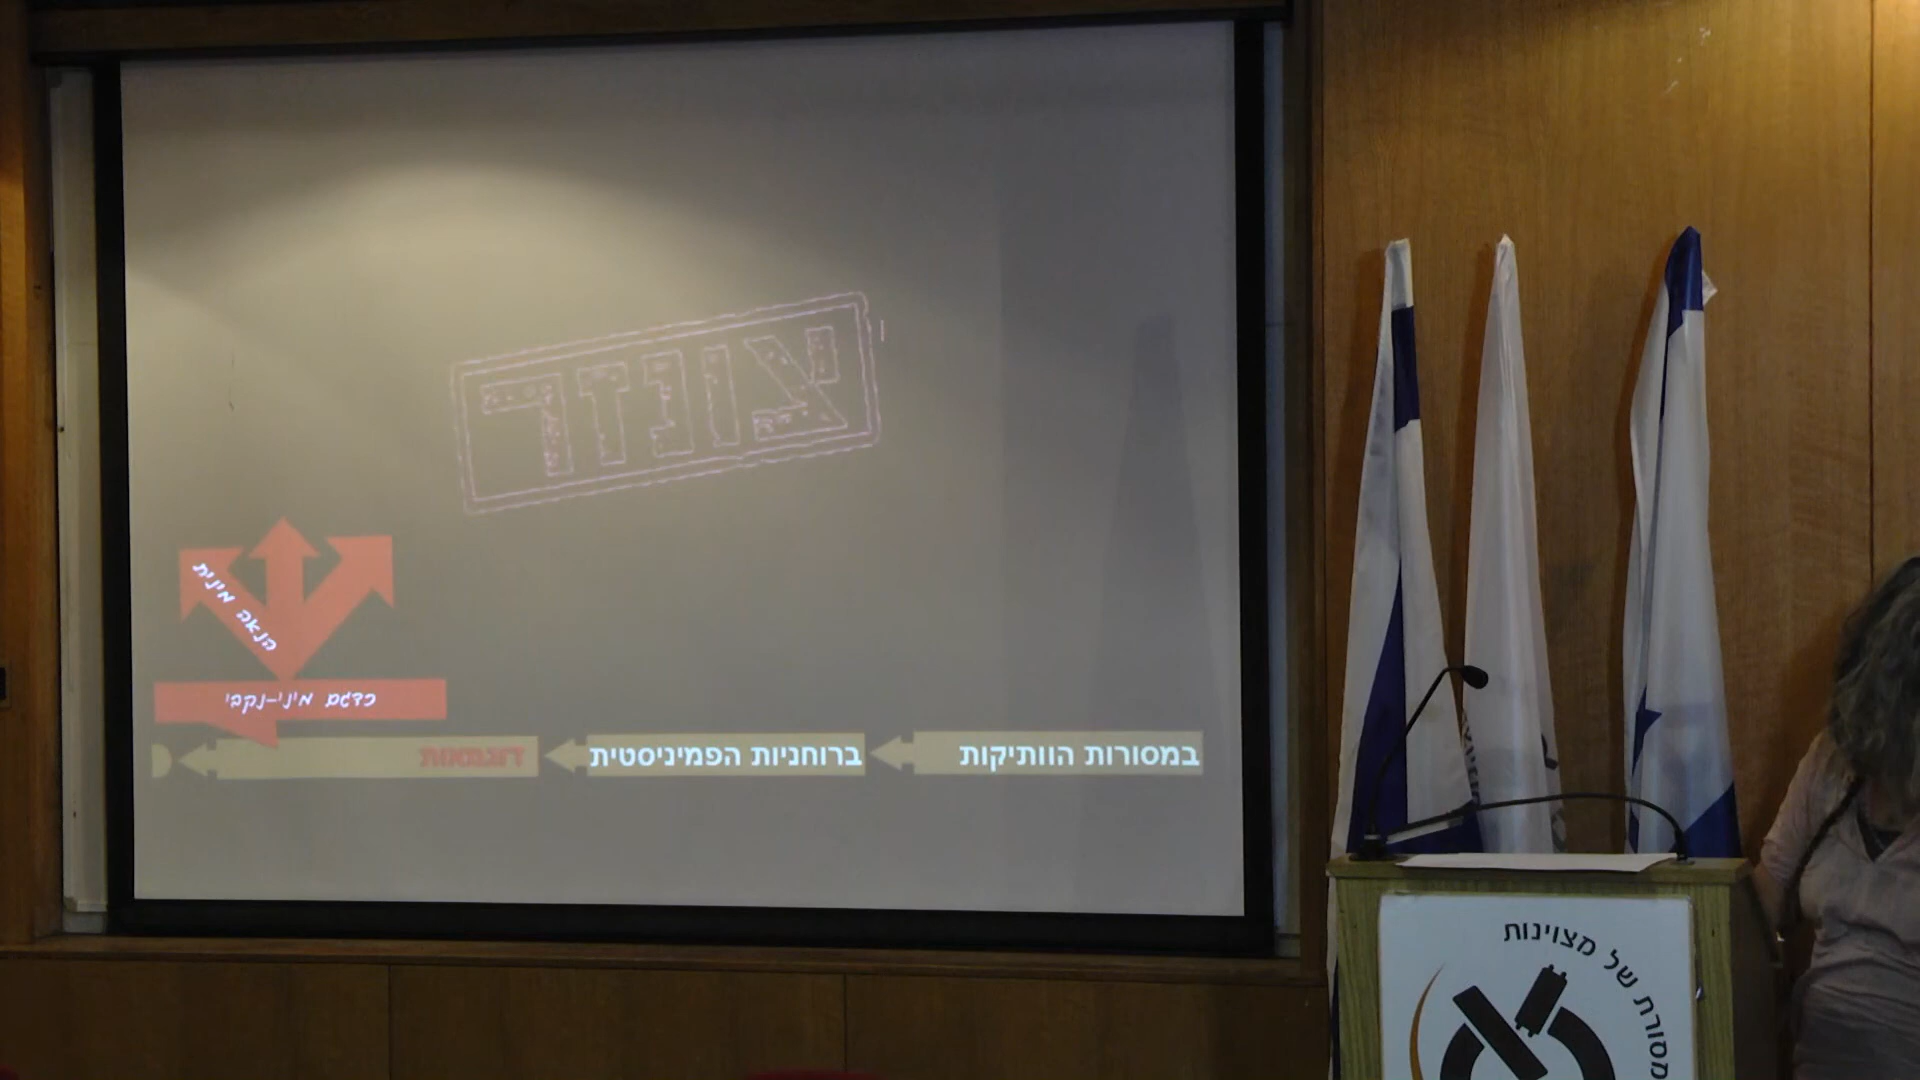 צונזר
הנאה מינית
כדגם מיני-נקבי
במסורות הוותיקות
ברוחניות הפמיניסטית
דוגמאות
מסורת של מצוינות